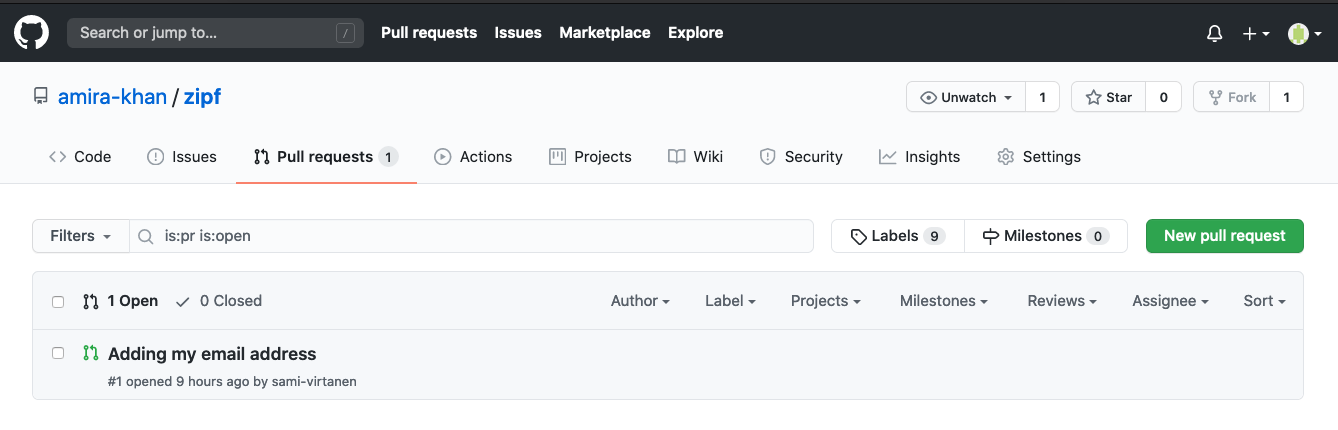 Search or jump to... / Pull requests Issues Marketplace Explore
amira-khan / zipf Unwatch 1 Star 0 Fork 1
Code Issues Pull requests 1 Actions Projects Wiki Security Insights Settings
Filters is:pr is:open Labels 9 Milestones 0 New pull request
1 Open 0 Closed Author Label Projects Milestones Reviews Assignee Sort
Adding my email address
#1 opened 9 hours ago by sami-virtanen